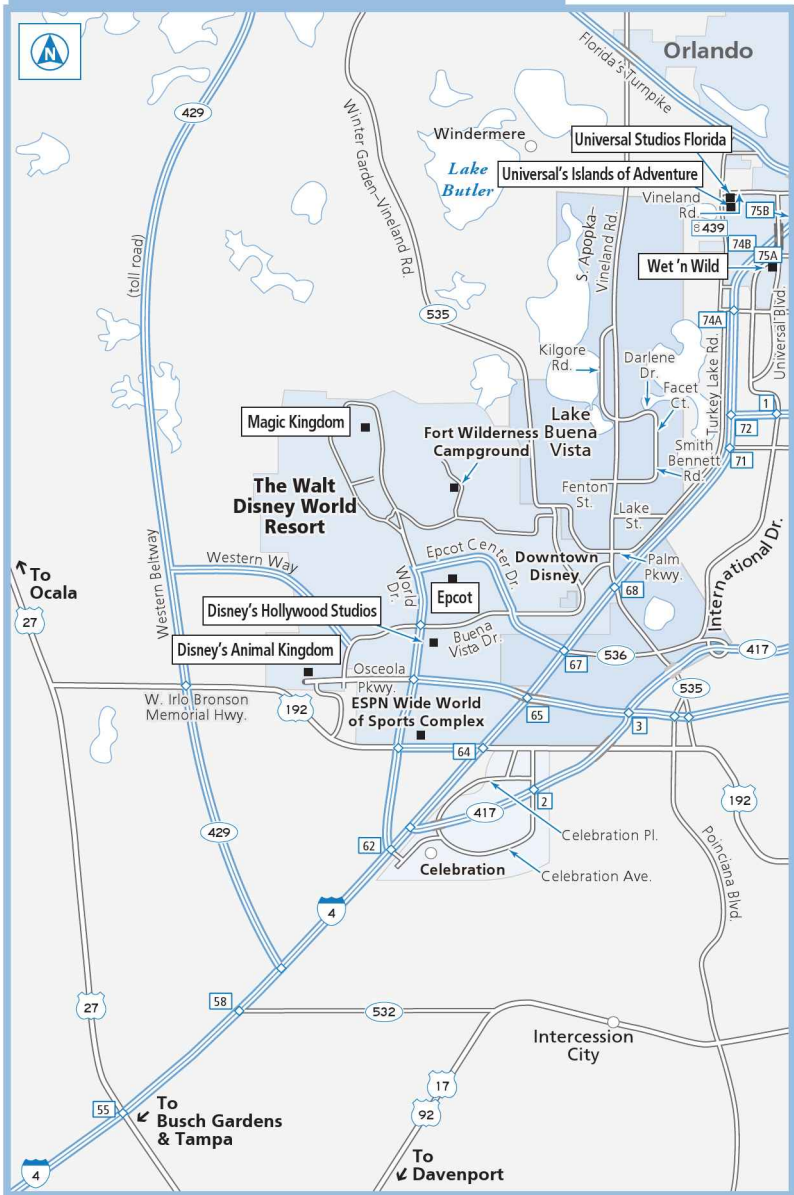 N
Orlando
Florida's Turnpike
429
Windermere
Universal Studios Florida
Lake
Butler
Universal's Islands of Adventure
Winter Garden–Vineland Rd.
Vineland
Rd.
75B
439
S. Apopka–
Vineland Rd.
74B
75A
Wet 'n Wild
(toll road)
535
74A
Universal Blvd.
Turkey Lake Rd.
Kilgore
Rd.
Darlene
Dr.
Facet
Ct.
1
72
Magic Kingdom
Lake
Buena
Vista
Fort Wilderness
Campground
Smith
Bennett
Rd.
71
The Walt
Disney World
Resort
Fenton
St.
Lake
St.
International Dr.
Western Beltway
Western Way
Epcot Center Dr.
Downtown
Disney
Palm
Pkwy.
To
Ocala
World
Dr.
Epcot
68
27
Disney's Hollywood Studios
Buena
Vista Dr.
Disney's Animal Kingdom
67
536
417
Osceola
Pkwy.
535
W. Irlo Bronson
Memorial Hwy.
192
ESPN Wide World
of Sports Complex
65
3
64
192
2
417
429
62
Celebration Pl.
Celebration
Celebration Ave.
Poinciana Blvd.
4
58
532
27
Intercession
City
17
92
55
To
Busch Gardens
& Tampa
To
Davenport
4